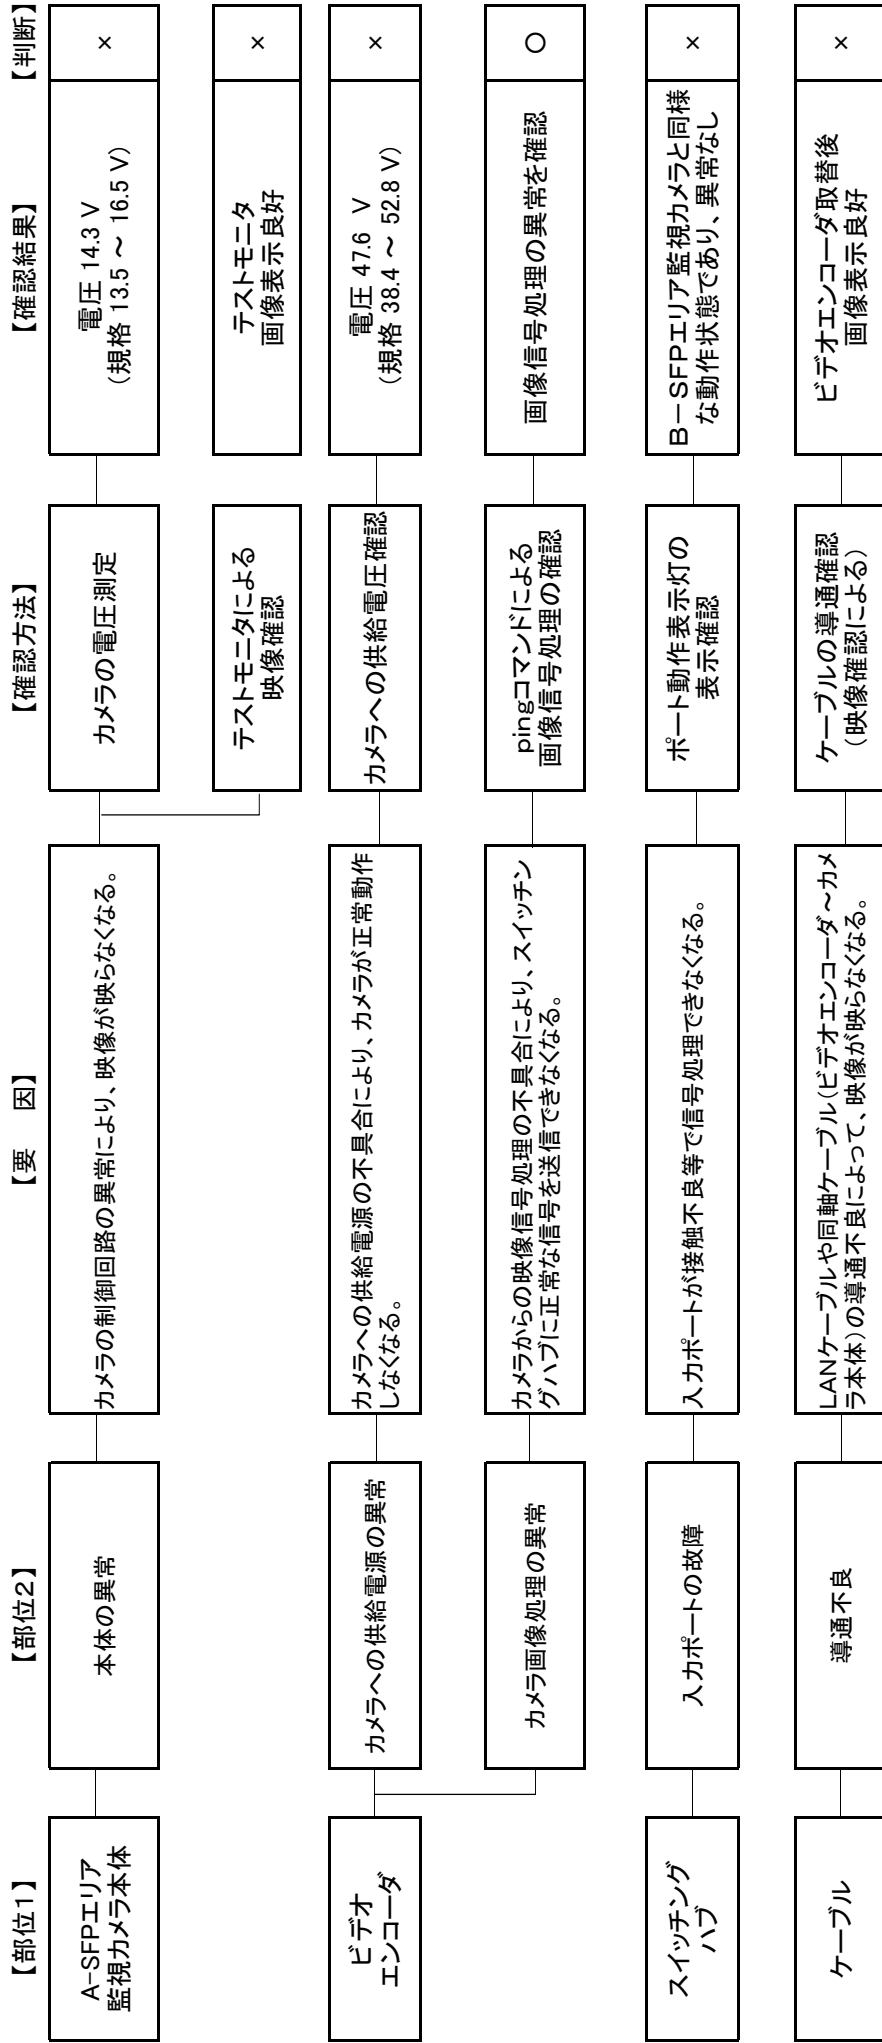 【部位1】
【部位2】
【要　　因】
【確認方法】
【確認結果】
【判断】
A-SFPエリア
監視カメラ本体
本体の異常
カメラの制御回路の異常により、映像が映らなくなる。
カメラの電圧測定
電圧 14.3 V
（規格 13.5 ～ 16.5 V）
×
テストモニタによる
映像確認
テストモニタ
画像表示良好
×
ビデオ
エンコーダ
カメラへの供給電源の異常
カメラへの供給電源の不具合により、カメラが正常動作
しなくなる。
カメラへの供給電圧確認
電圧 47.6 V
（規格 38.4 ～ 52.8 V）
×
カメラ画像処理の異常
カメラからの映像信号処理の不具合により、スイッチン
グハブに正常な信号を送信できなくなる。
pingコマンドによる
画像信号処理の確認
画像信号処理の異常を確認
○
スイッチング
ハブ
入力ポートの故障
入力ポートが接触不良等で信号処理できなくなる。
ポート動作表示灯の
表示確認
B－SFPエリア監視カメラと同様
な動作状態であり、異常なし
×
ケーブル
導通不良
LANケーブルや同軸ケーブル（ビデオエンコーダ～カメ
ラ本体）の導通不良によって、映像が映らなくなる。
ケーブルの導通確認
（映像確認による）
ビデオエンコーダ取替後
画像表示良好
×